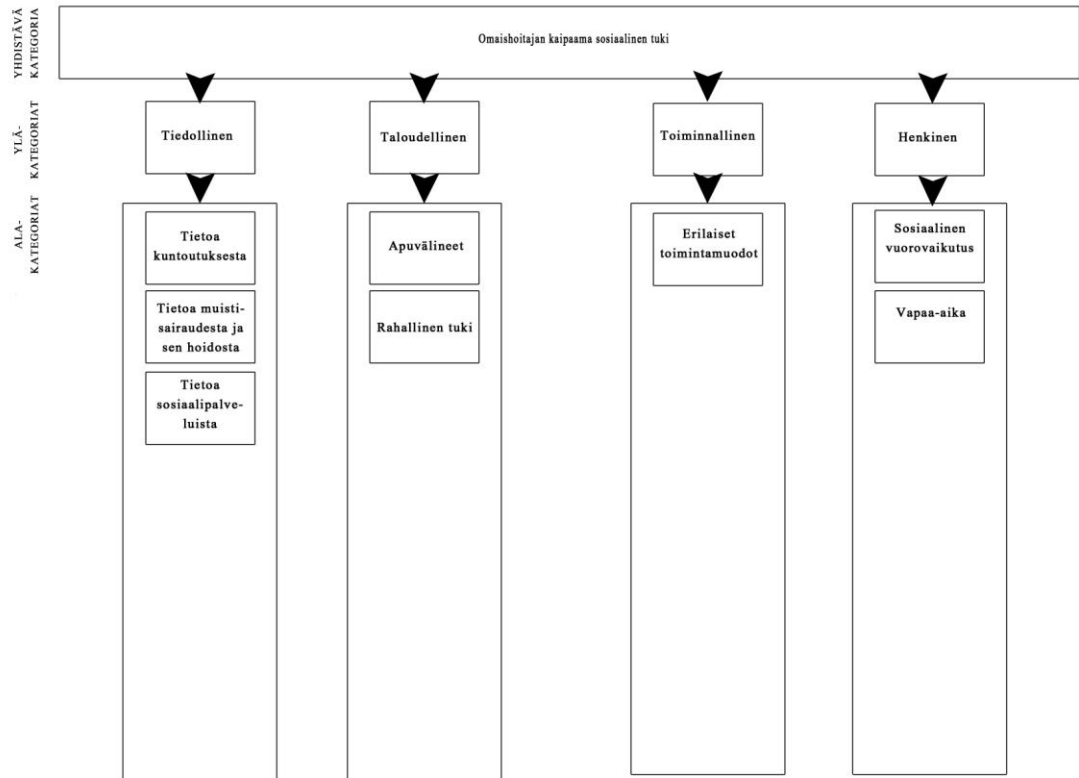 YHDISTÄVÄ
KATEGORIA
Omaishoitajan kaipaama sosiaalinen tuki
YLÄ-
KATEGORIAT
Tiedollinen
Taloudellinen
Toiminnallinen
Henkinen
ALA-
KATEGORIAT
Tietoa
kuntoutuksesta
Tietoa muisti-
sairaudesta ja
sen hoidosta
Tietoa
sosiaalipalve-
luista
Apuvälineet
Rahallinen tuki
Erilaiset
toimintamuodot
Sosiaalinen
vuorovaikutus
Vapaa-aika